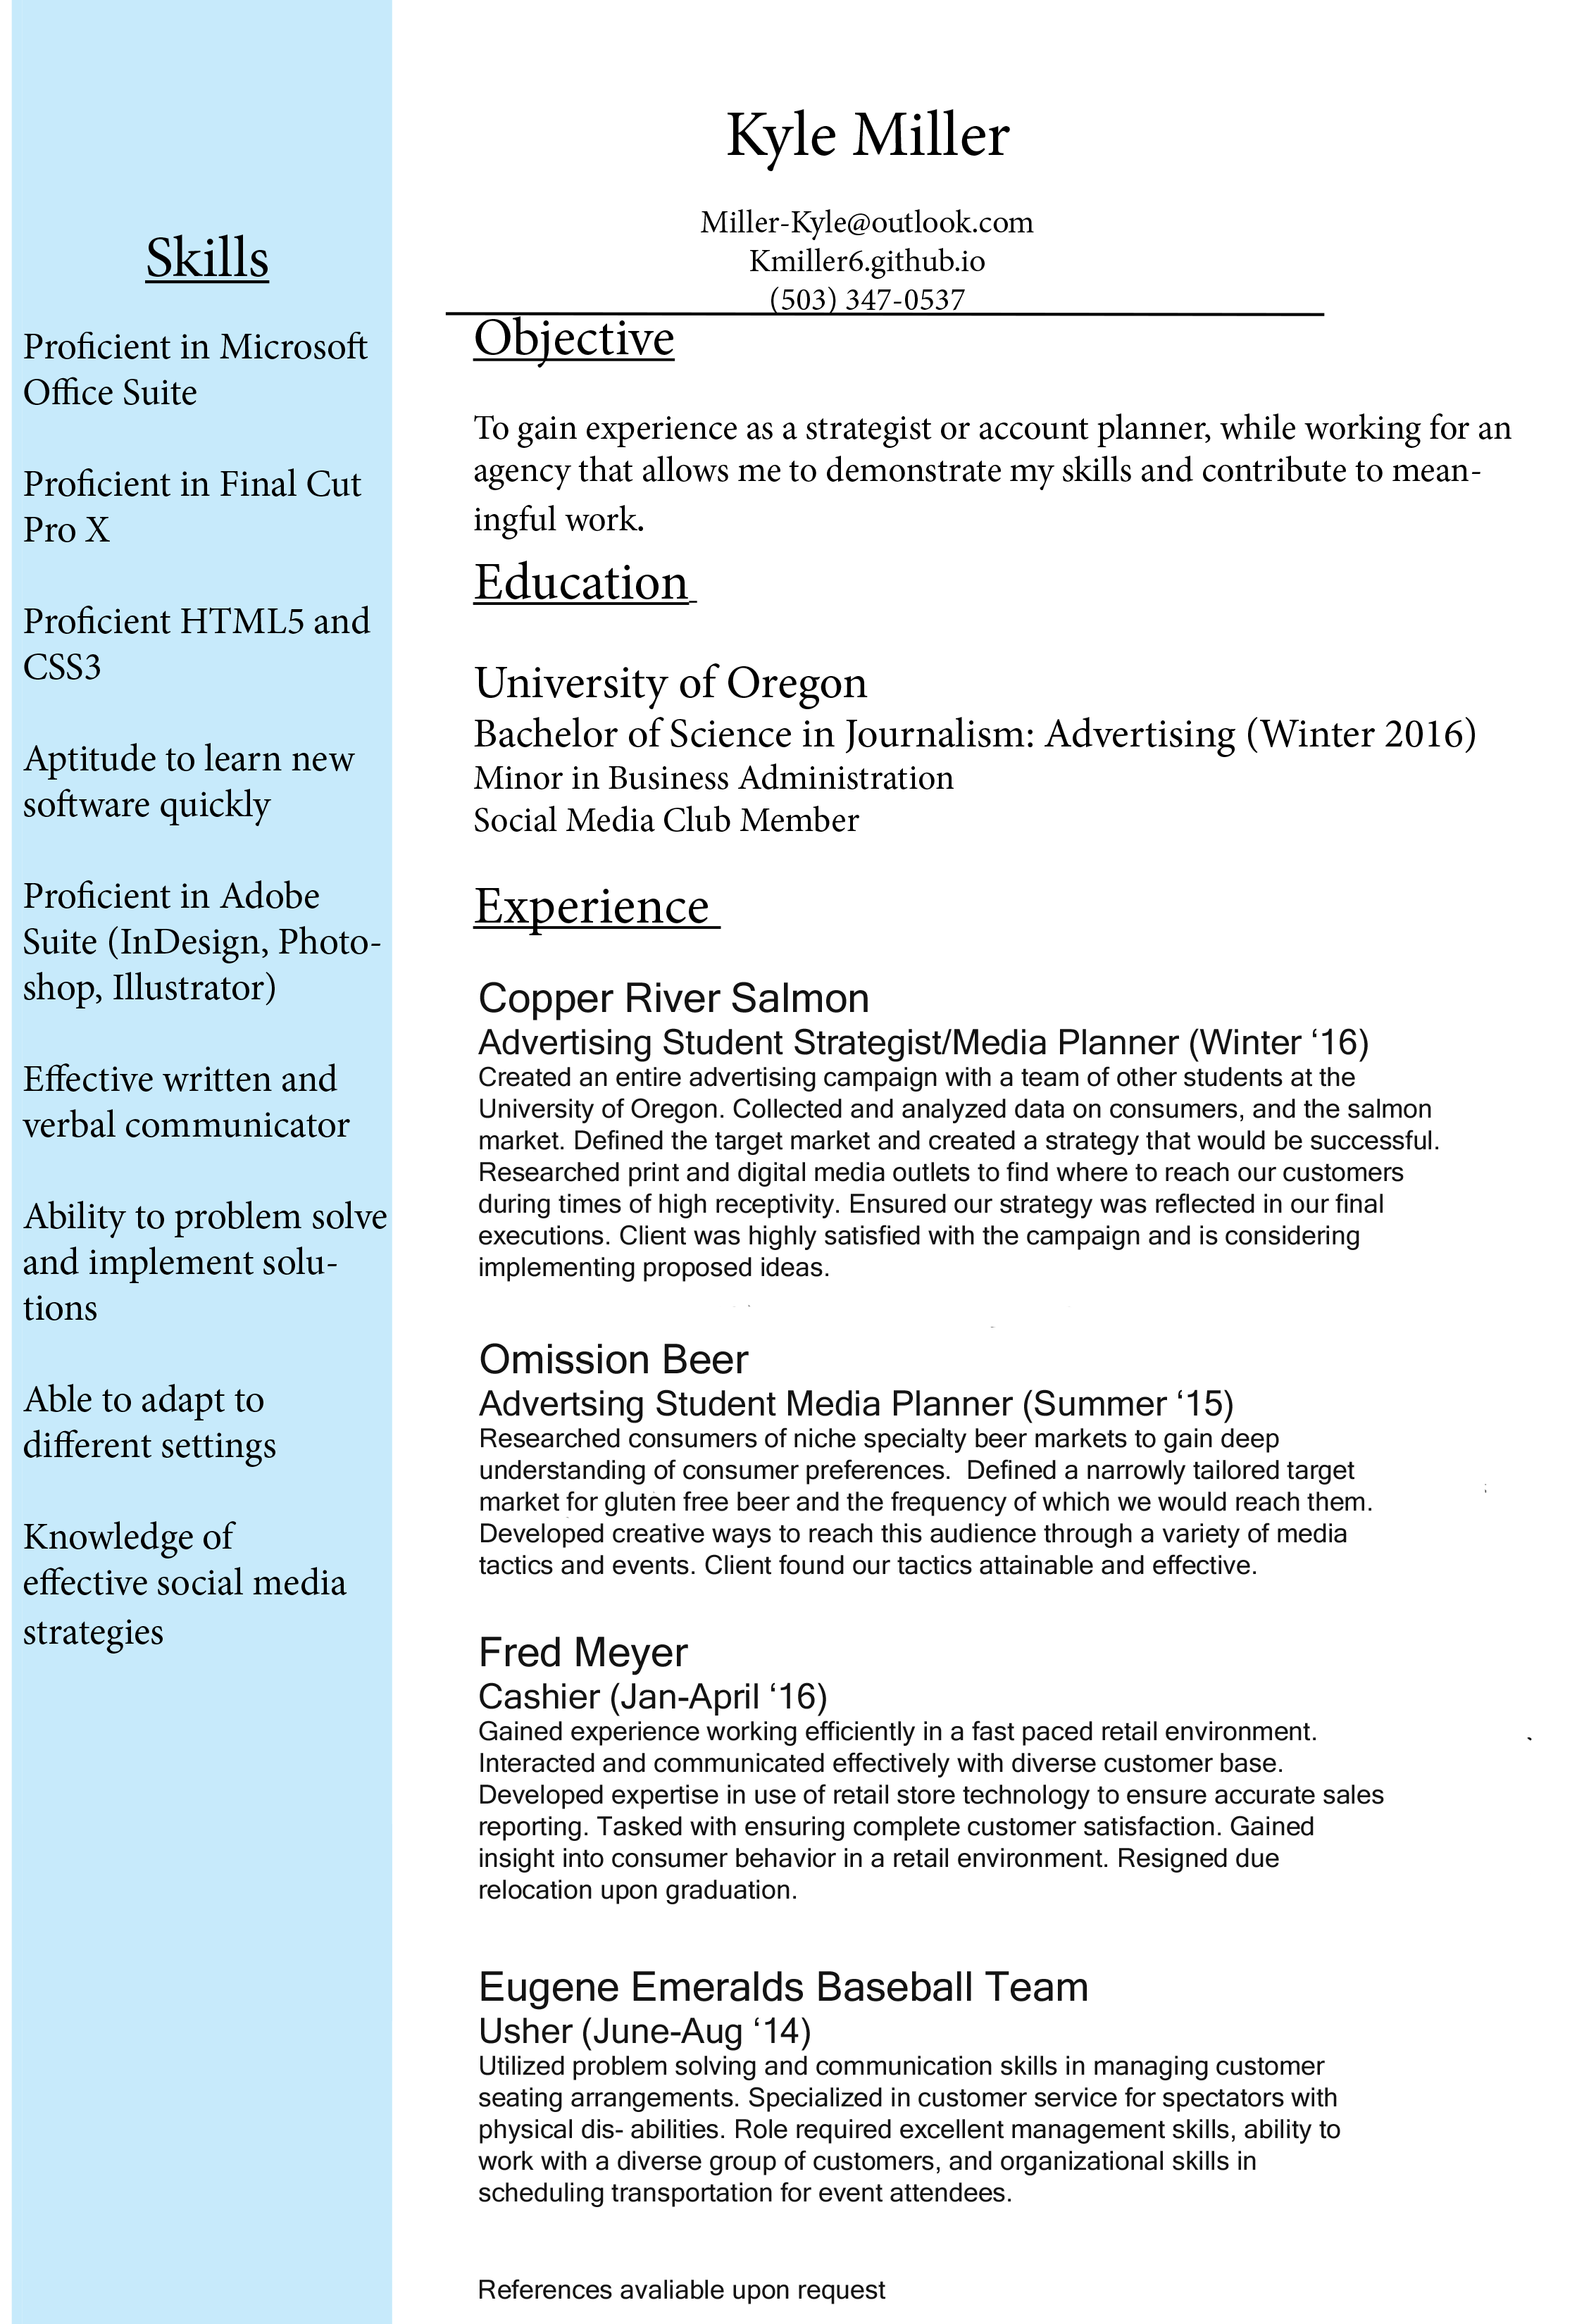 Kyle Miller
Miller-Kyle@outlook.com
Kmiller6.github.io
(503) 347-0537
Skills
Proficient in Microsoft
Office Suite
Proficient in Final Cut
Pro X
Proficient HTML5 and
CSS3
Aptitude to learn new
software quickly
Proficient in Adobe
Suite (InDesign, Photo-
shop, Illustrator)
Effective written and
verbal communicator
Ability to problem solve
and implement solu-
tions
Able to adapt to
different settings
Knowledge of
effective social media
strategies
Objective
To gain experience as a strategist or account planner, while working for an
agency that allows me to demonstrate my skills and contribute to mean-
ingful work.
Education
University of Oregon
Bachelor of Science in Journalism: Advertising (Winter 2016)
Minor in Business Administration
Social Media Club Member
Experience
Copper River Salmon
Advertising Student Strategist/Media Planner (Winter ‘16)
Created an entire advertising campaign with a team of other students at the
University of Oregon. Collected and analyzed data on consumers, and the salmon
market. Defined the target market and created a strategy that would be successful.
Researched print and digital media outlets to find where to reach our customers
during times of high receptivity. Ensured our strategy was reflected in our final
executions. Client was highly satisfied with the campaign and is considering
implementing proposed ideas.
Omission Beer
Advertsing Student Media Planner (Summer ‘15)
Researched consumers of niche specialty beer markets to gain deep
understanding of consumer preferences.  Defined a narrowly tailored target
market for gluten free beer and the frequency of which we would reach them.
Developed creative ways to reach this audience through a variety of media
tactics and events. Client found our tactics attainable and effective.
Fred Meyer
Cashier (Jan-April ‘16)
Gained experience working efficiently in a fast paced retail environment.
Interacted and communicated effectively with diverse customer base.
Developed expertise in use of retail store technology to ensure accurate sales
reporting. Tasked with ensuring complete customer satisfaction. Gained
insight into consumer behavior in a retail environment. Resigned due
relocation upon graduation.
Eugene Emeralds Baseball Team
Usher (June-Aug ‘14)
Utilized problem solving and communication skills in managing customer
seating arrangements. Specialized in customer service for spectators with
physical dis- abilities. Role required excellent management skills, ability to
work with a diverse group of customers, and organizational skills in
scheduling transportation for event attendees.
References avaliable upon request